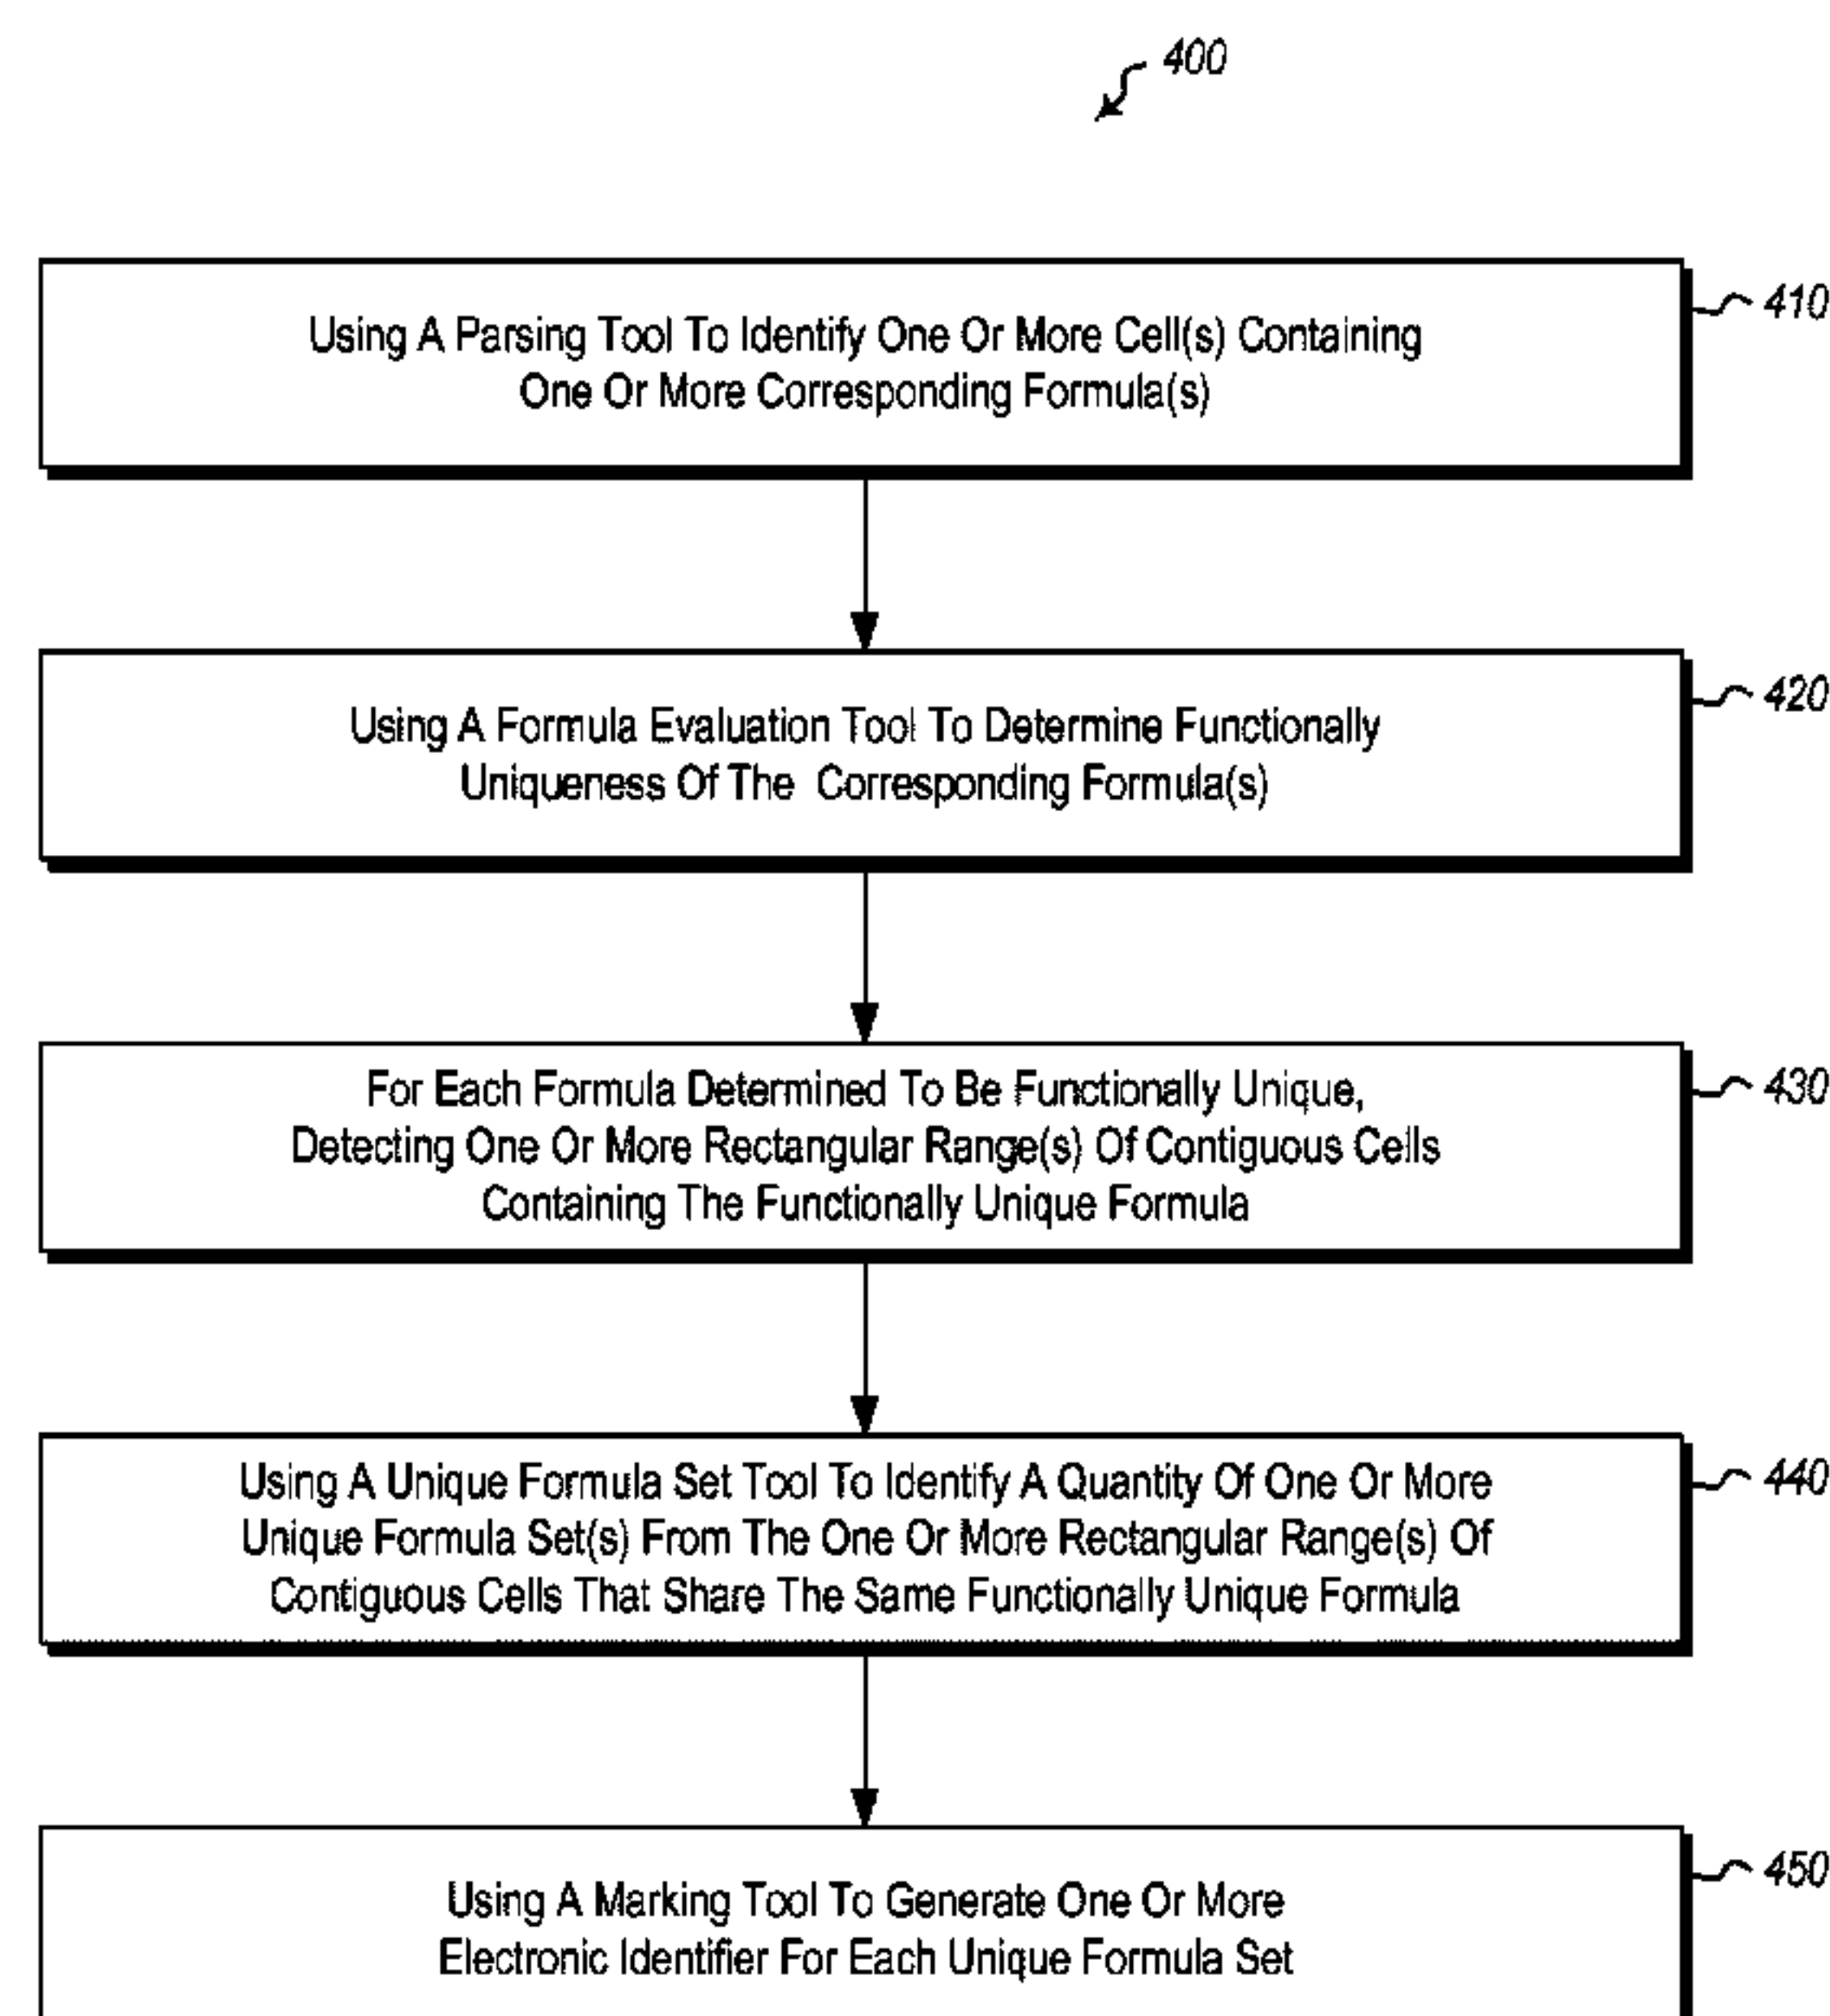 400
Using A Parsing Tool To Identify One Or More Cell(s) Containing
One Or More Corresponding Formula(s)
410
Using A Formula Evaluation Tool To Determine Functionally
Uniqueness Of The Corresponding Formula(s)
420
For Each Formula Determined To Be Functionally Unique,
Detecting One Or More Rectangular Range(s) Of Contiguous Cells
Containing The Functionally Unique Formula
430
Using A Unique Formula Set Tool To Identify A Quantity Of One Or More
Unique Formula Set(s) From The One Or More Rectangular Range(s) Of
Contiguous Cells That Share The Same Functionally Unique Formula
440
Using A Marking Tool To Generate One Or More
Electronic Identifier For Each Unique Formula Set
450